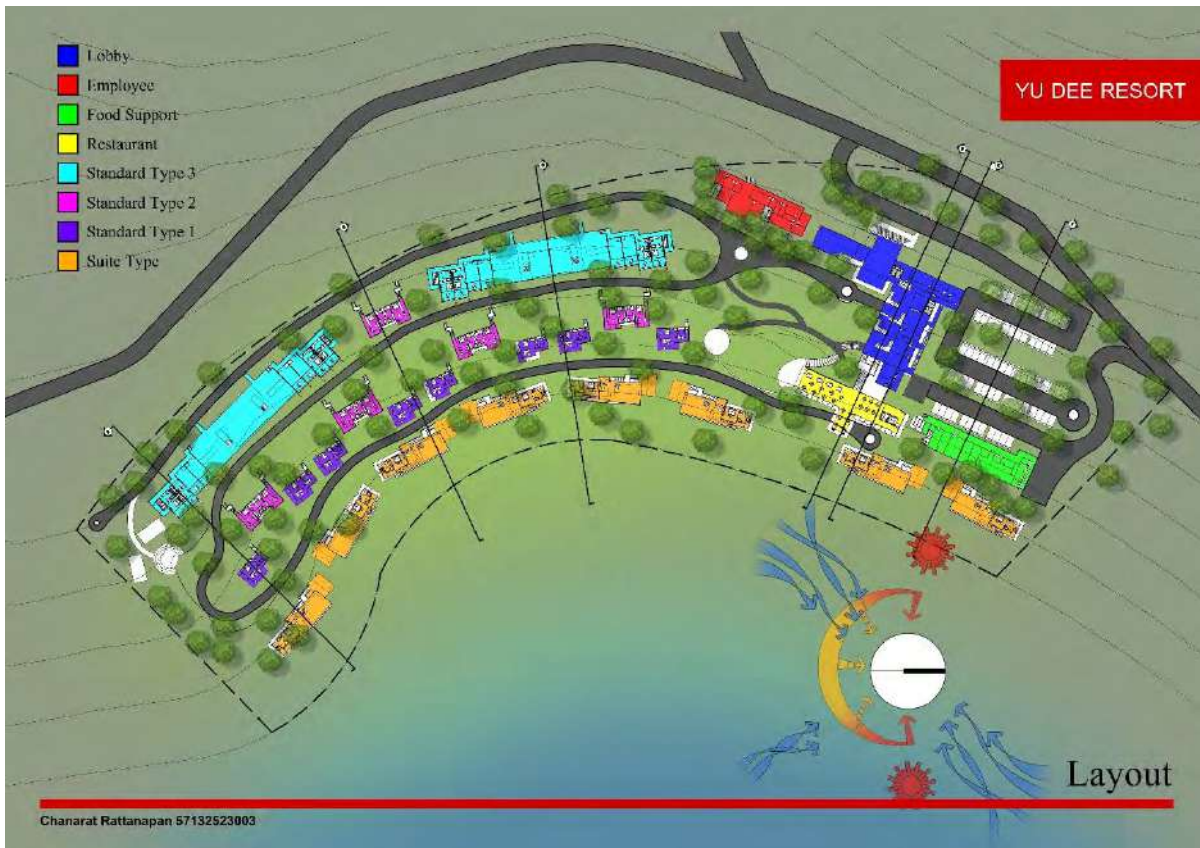 Lobby
Employee
Food Support
Restaurant
Standard Type 3
Standard Type 2
Standard Type 1
Suite Type
YU DEE RESORT
Layout
Chanarat Rattanapan 57132523003